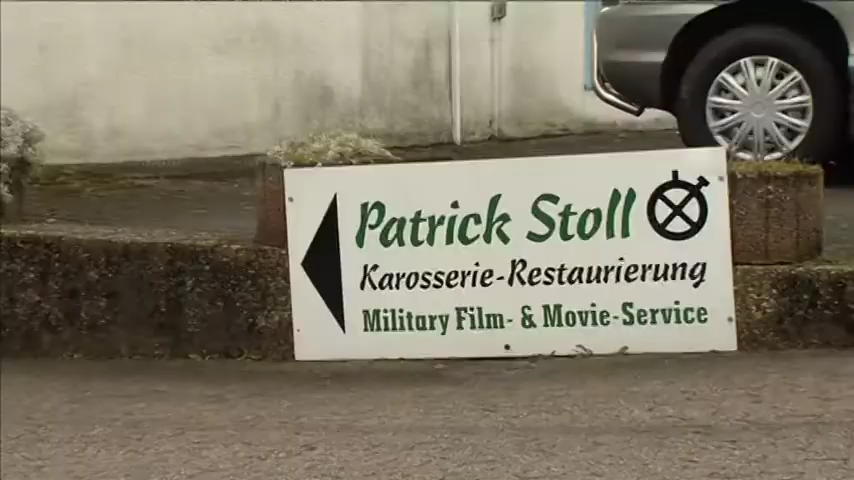 Patrick Stoll
Karosserie-Restaurierung
Military Film- & Movie-Service